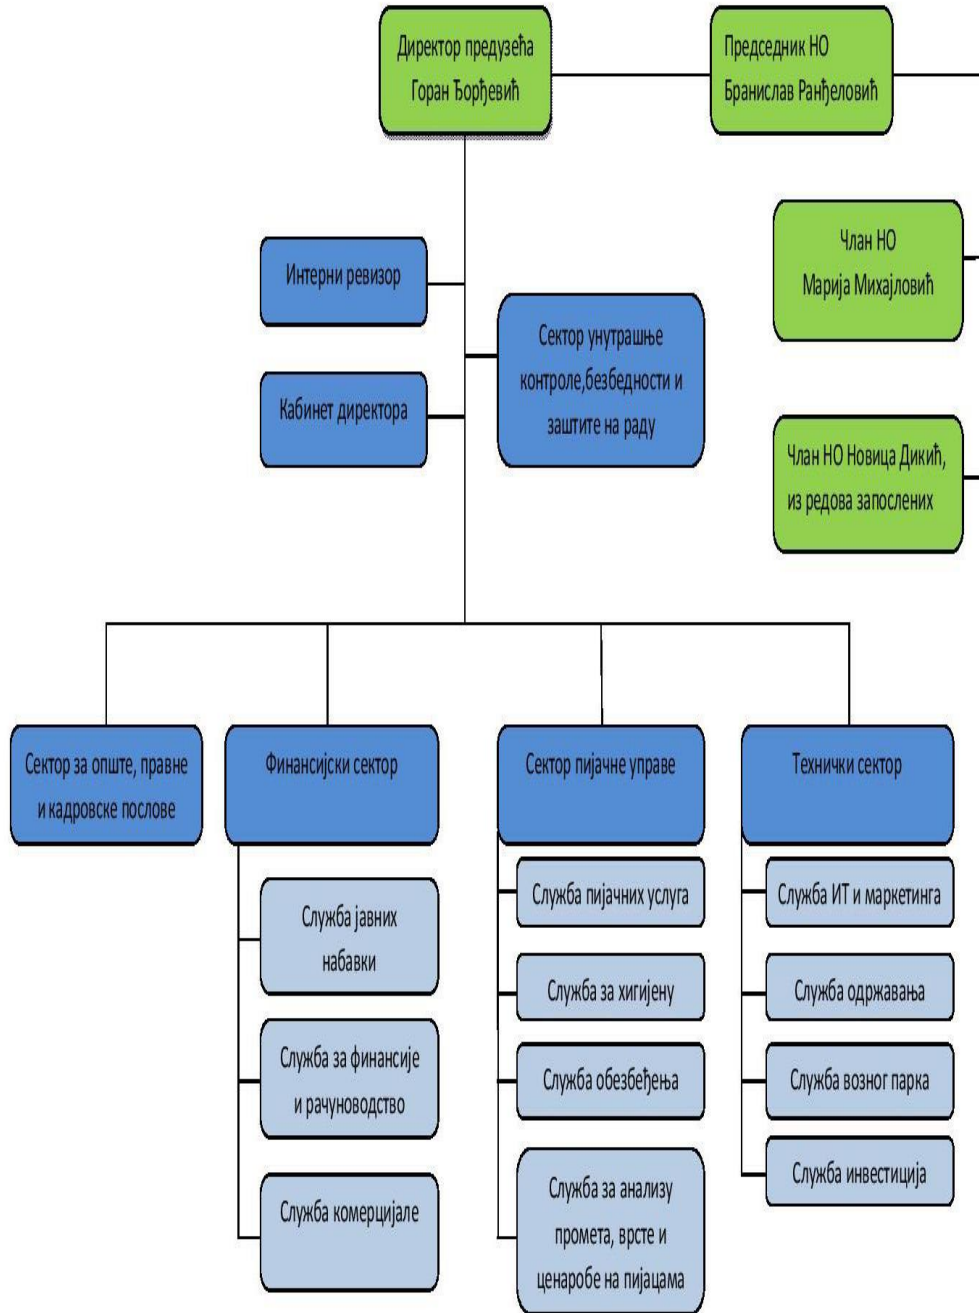 Директор предузећа
Горан Ђорђевић
Председник НО
Бранислав Ранђеловић
Члан НО
Марија Михајловић
Интерни ревизор
Сектор унутрашње
контроле,безбедности и
заштите на раду
Кабинет директора
Члан НО Новица Дикић,
из редова запослених
Сектор за опште, правне
и кадровске послове
Финансијски сектор
Служба јавних
набавки
Служба за финансије
и рачуноводство
Служба комерцијале
Сектор пијачне управе
Служба пијачних услуга
Служба за хигијену
Служба обезбеђења
Служба за анализу
промета, врсте и
ценаробе на пијацама
Технички сектор
Служба ИТ и маркетинга
Служба одржавања
Служба возног парка
Служба инвестиција